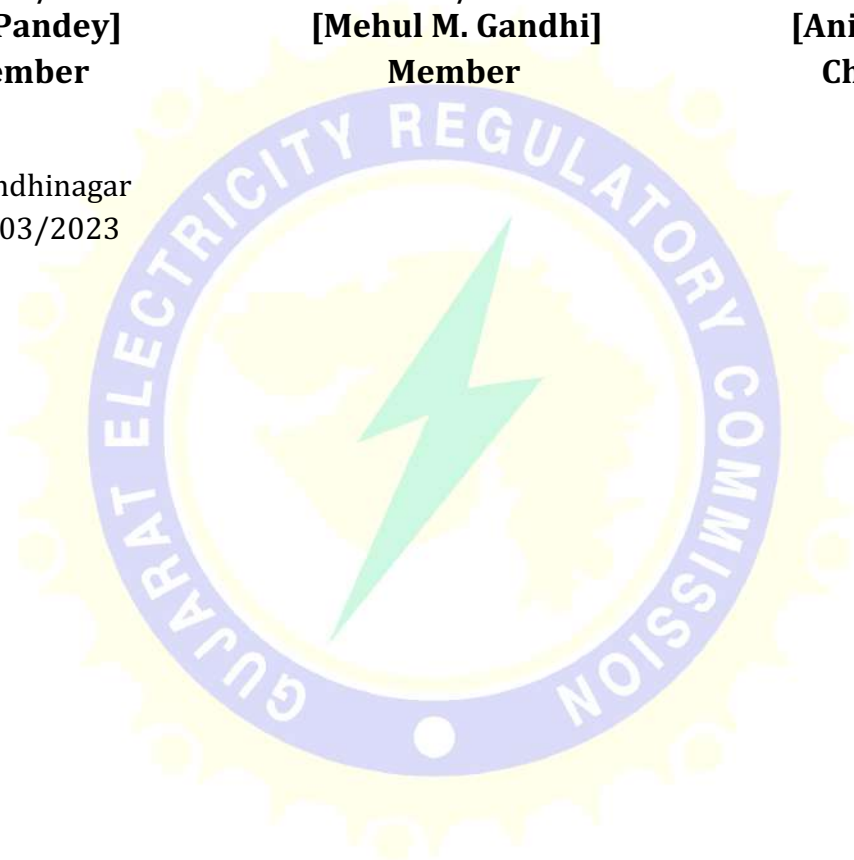 Pandey] [Mehul M. Gandhi] [Ani
ember Member Ch
ndhinagar
03/2023
GUJARAT ELECTRICITY REGULATORY COMMISSION